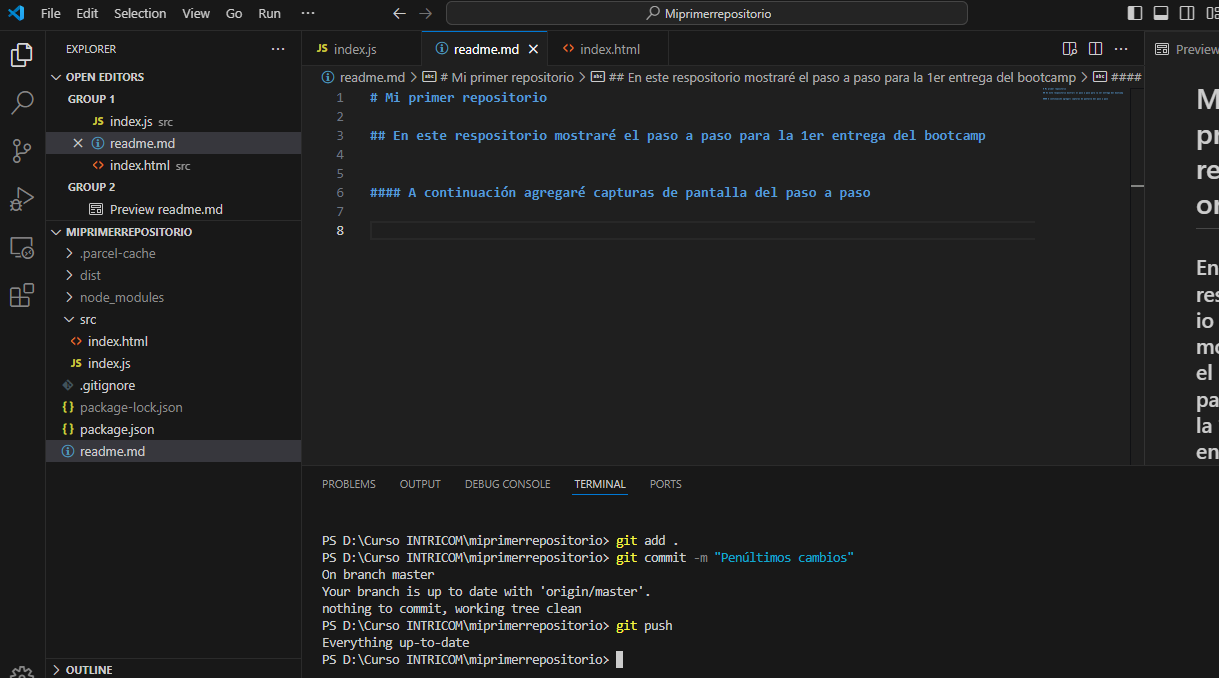 File Edit Selection View Go Run ···
Miprimerrepositorio
EXPLORER ···
OPEN EDITORS
GROUP 1
JS index.js src
readme.md
index.html src
GROUP 2
Preview readme.md
MIPRIMERREPOSITORIO
.parcel-cache
dist
node_modules
src
index.html
JS index.js
.gitignore
{} package-lock.json
{} package.json
readme.md
OUTLINE
JS index.js
readme.md
index.html
···
readme.md > # Mi primer repositorio > ## En este respositorio mostraré el paso a paso para la 1er entrega del bootcamp > ####
1 # Mi primer repositorio
2
3 ## En este respositorio mostraré el paso a paso para la 1er entrega del bootcamp
4
5
6 #### A continuación agregaré capturas de pantalla del paso a paso
7
8
Preview
M
pr
re
or
En
res
io
mo
el
pa
la
en
PROBLEMS OUTPUT DEBUG CONSOLE TERMINAL PORTS
PS D:\Curso INTRICOM\miprimerrepositorio> git add .
PS D:\Curso INTRICOM\miprimerrepositorio> git commit -m "Penúltimos cambios"
On branch master
Your branch is up to date with 'origin/master'.
nothing to commit, working tree clean
PS D:\Curso INTRICOM\miprimerrepositorio> git push
Everything up-to-date
PS D:\Curso INTRICOM\miprimerrepositorio>